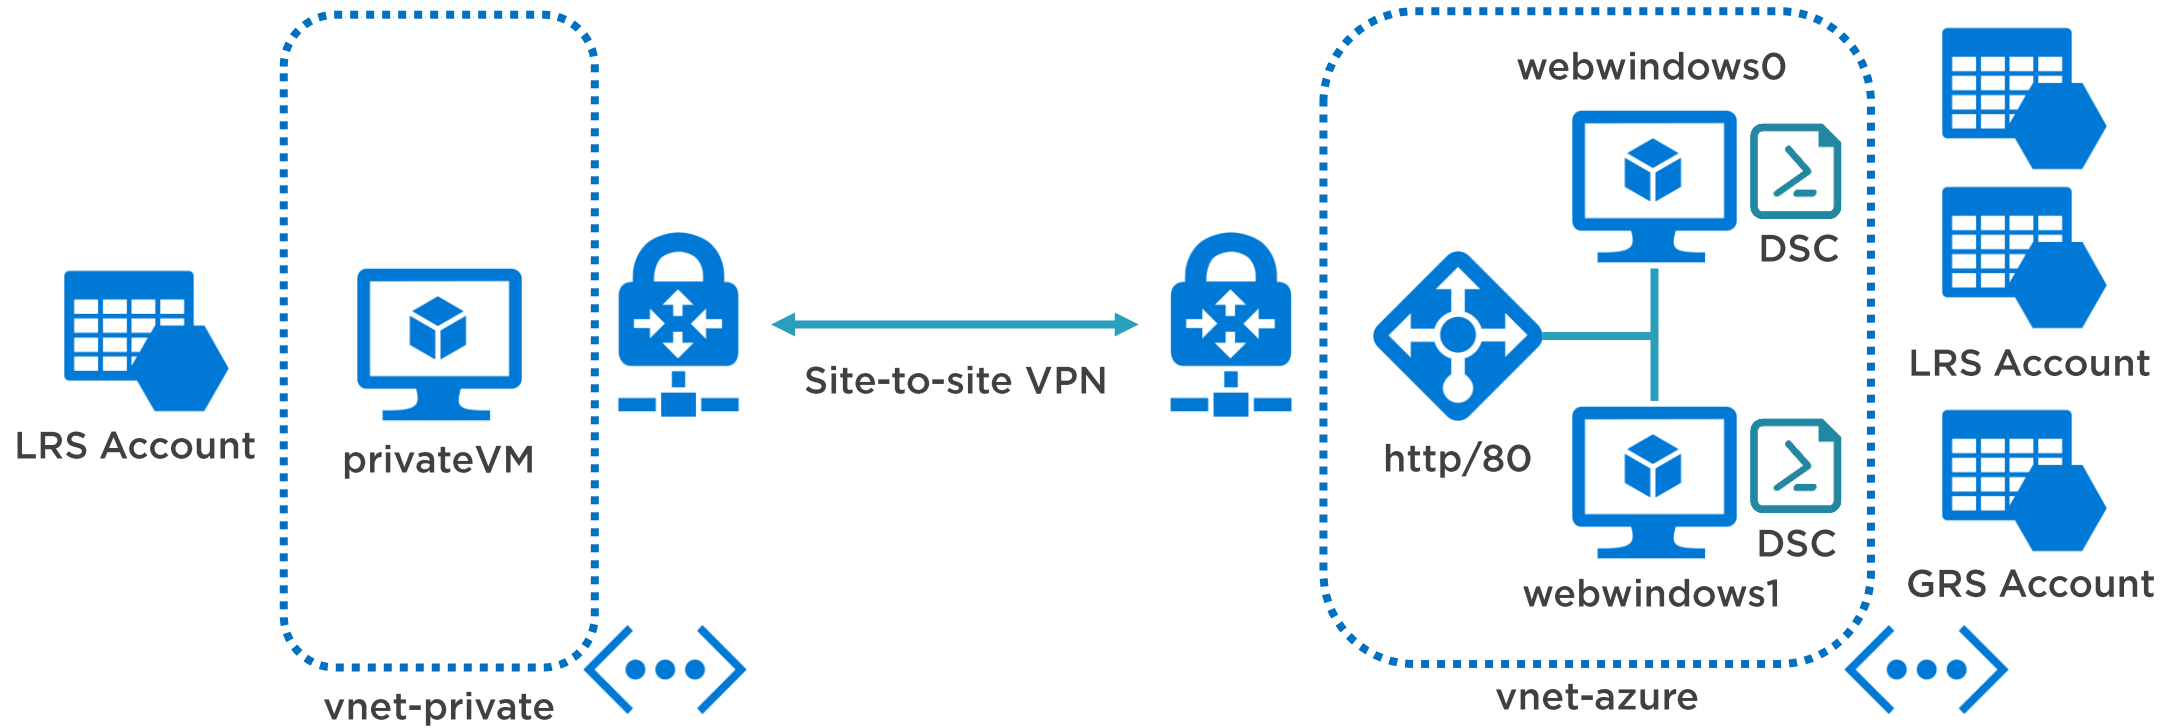 LRS Account
privateVM
vnet-private
Site-to-site VPN
http/80
webwindows0
DSC
DSC
webwindows1
vnet-azure
LRS Account
GRS Account